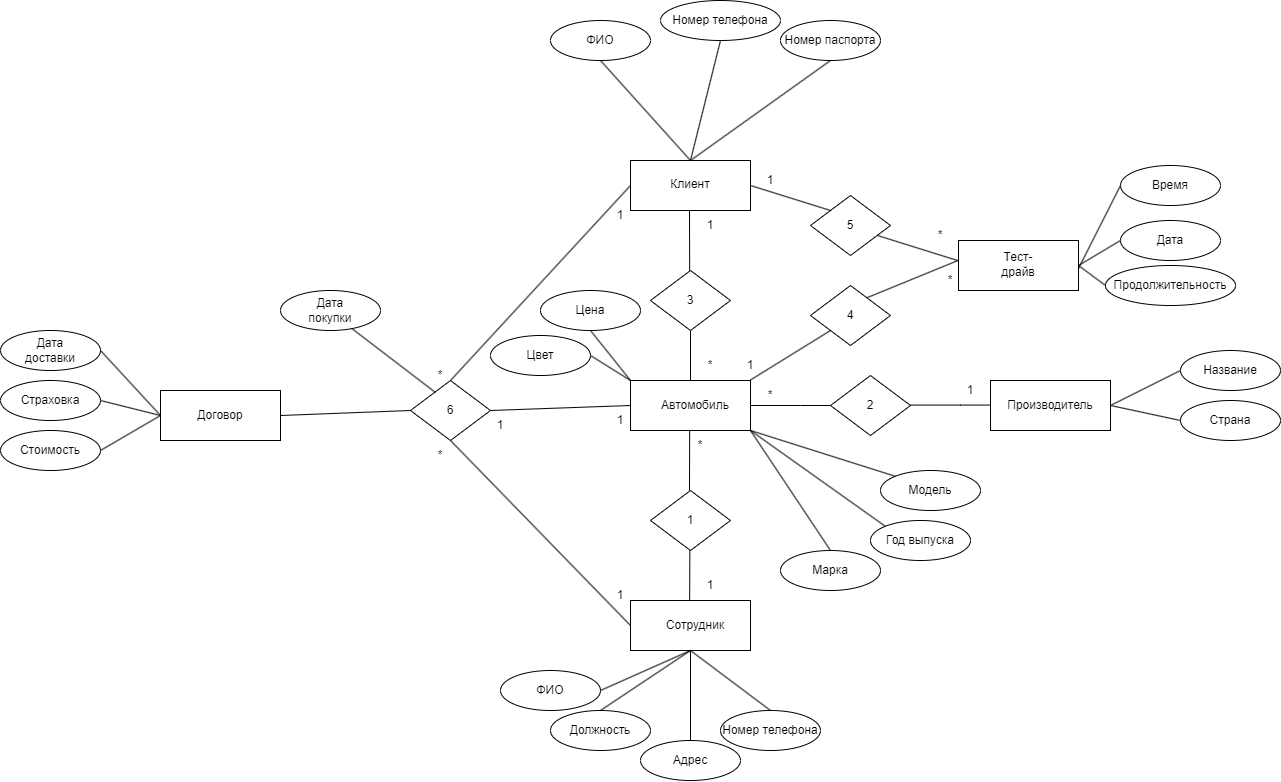 Номер телефона
ФИО
Номер паспорта
Клиент
1
1
1
5
Время
*
Дата
Тест-
драйв
*
Продолжительность
3
Дата
покупки
Цена
4
Дата
доставки
Цвет
*
1
Название
*
Страховка
Договор
6
1
1
Автомобиль
*
2
1
Производитель
Страна
Стоимость
*
*
Модель
1
Год выпуска
Марка
1
1
Сотрудник
ФИО
Должность
Номер телефона
Адрес